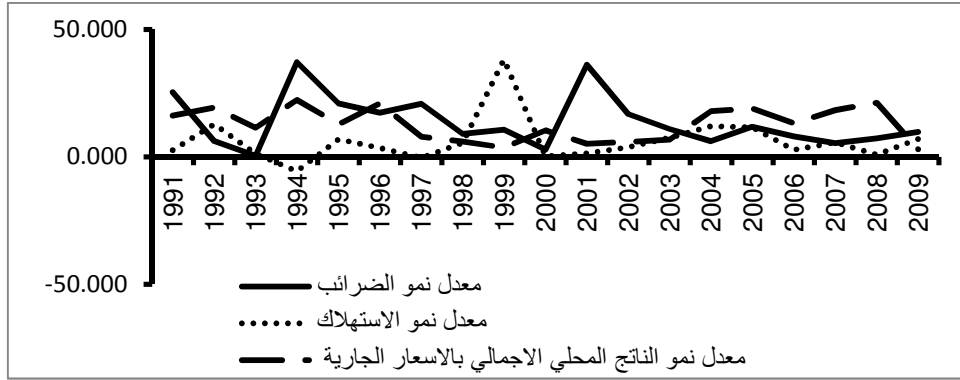 50.000
0.000
-50.000
1991 1992 1993 1994 1995 1996 1997 1998 1999 2000 2001 2002 2003 2004 2005 2006 2007 2008 2009
معدل نمو الضرائب
معدل نمو الاستهلاك
معدل نمو الناتج المحلي الاجمالي بالاسعار الجارية